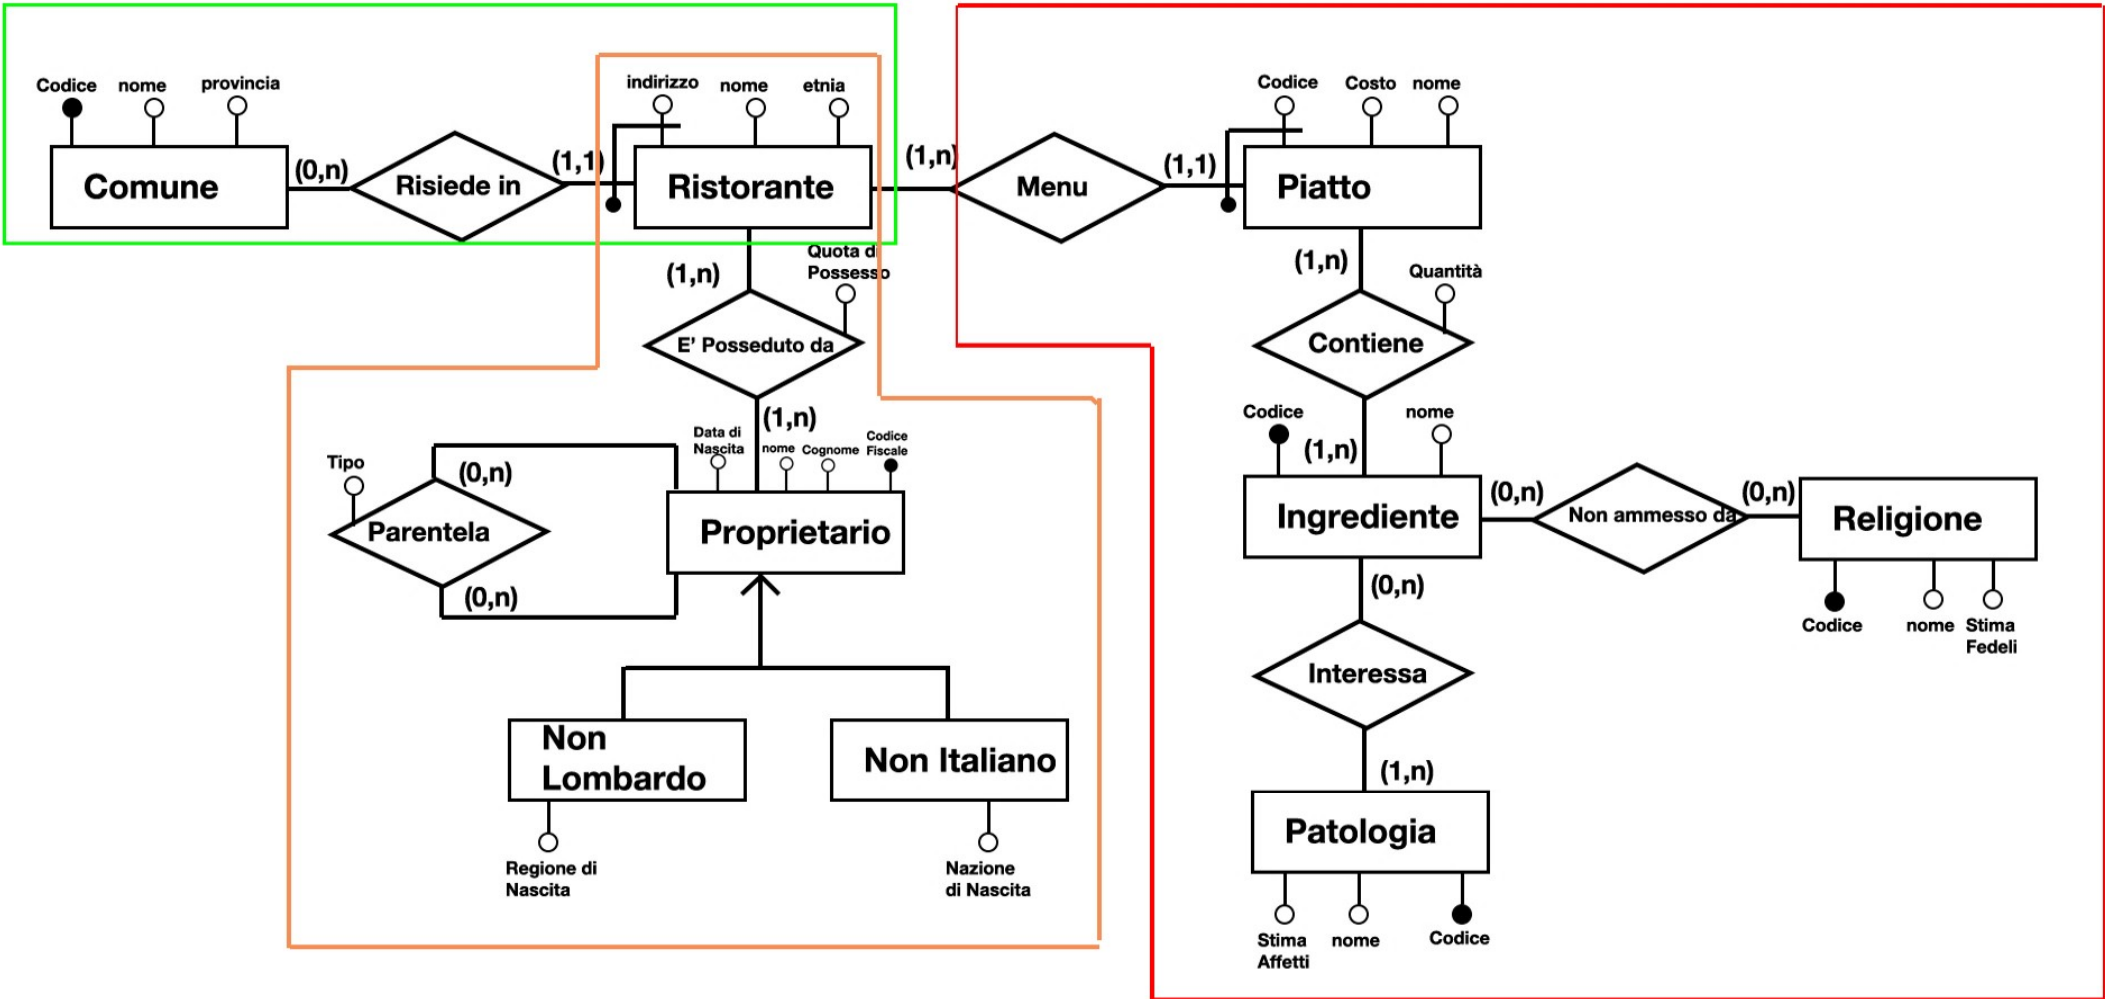 Codice nome provincia
Comune
(0,n)
Risiede in
(1,1)
indirizzo nome etnia
Ristorante
(1,n)
Menu
(1,1)
Codice Costo nome
Piatto
(1,n)
Quota di
Possesso
E' Posseduto da
(1,n)
Data di
Nascita
nome
Cognome
Codice
Fiscale
Proprietario
Tipo
(0,n)
Parentela
(0,n)
Non
Lombardo
Regione di
Nascita
Non Italiano
Nazione
di Nascita
(1,n)
Quantità
Contiene
(1,n)
Codice nome
Ingrediente
(0,n)
Non ammesso da
(0,n)
Religione
Codice nome Stima
Fedeli
(0,n)
Interessa
(1,n)
Patologia
Stima
Affetti
nome
Codice